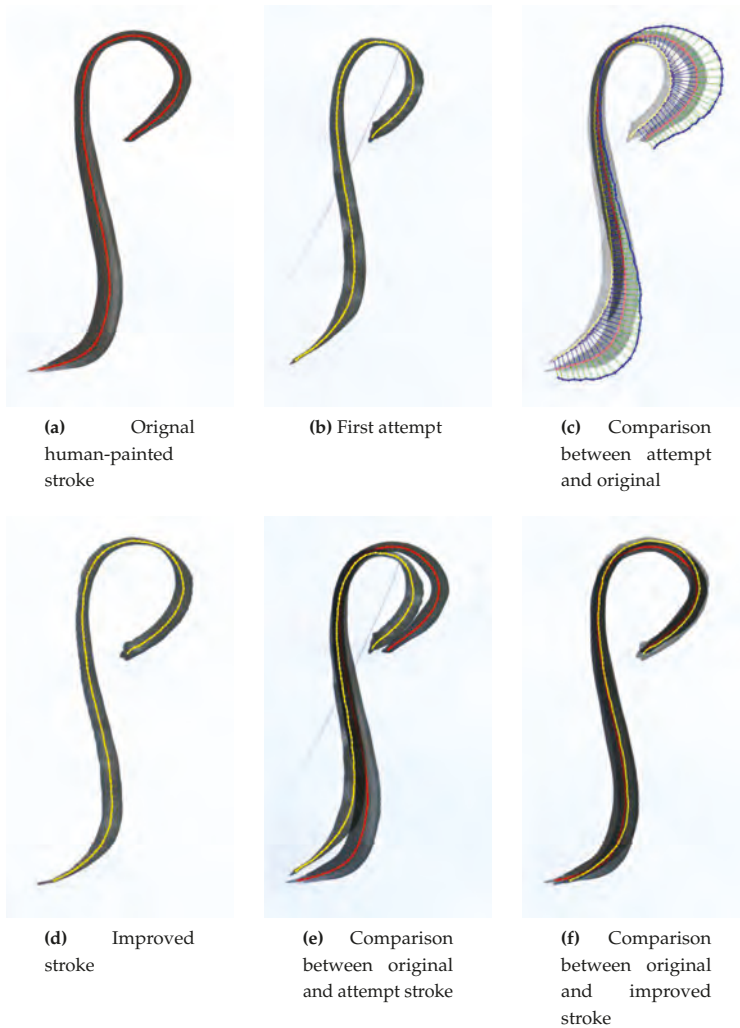 (a) Orignal
human-painted
stroke
(b) First attempt
(c) Comparison
between attempt
and original
(d) Improved
stroke
(e) Comparison
between original
and attempt stroke
(f) Comparison
between original
and improved
stroke